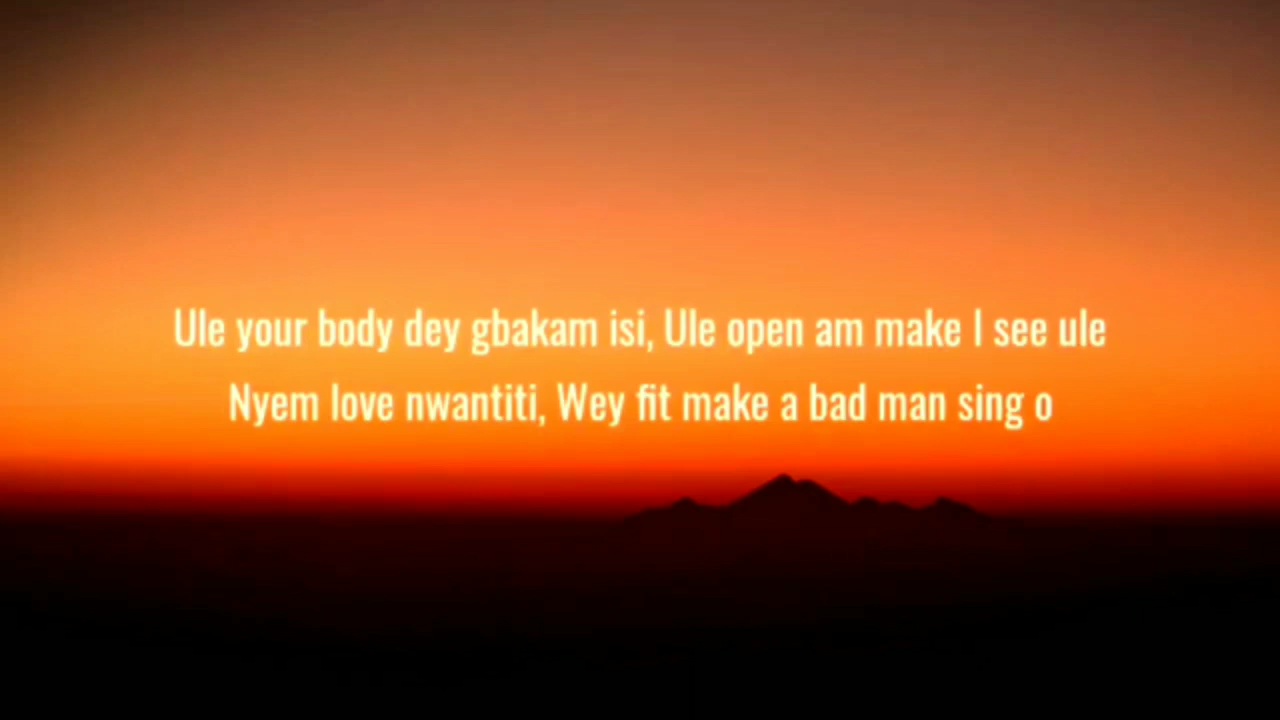 Ule your body dey gbakam isi, Ule open am make I see ule
Nyem love nwantiti, Wey fit make a bad man sing o